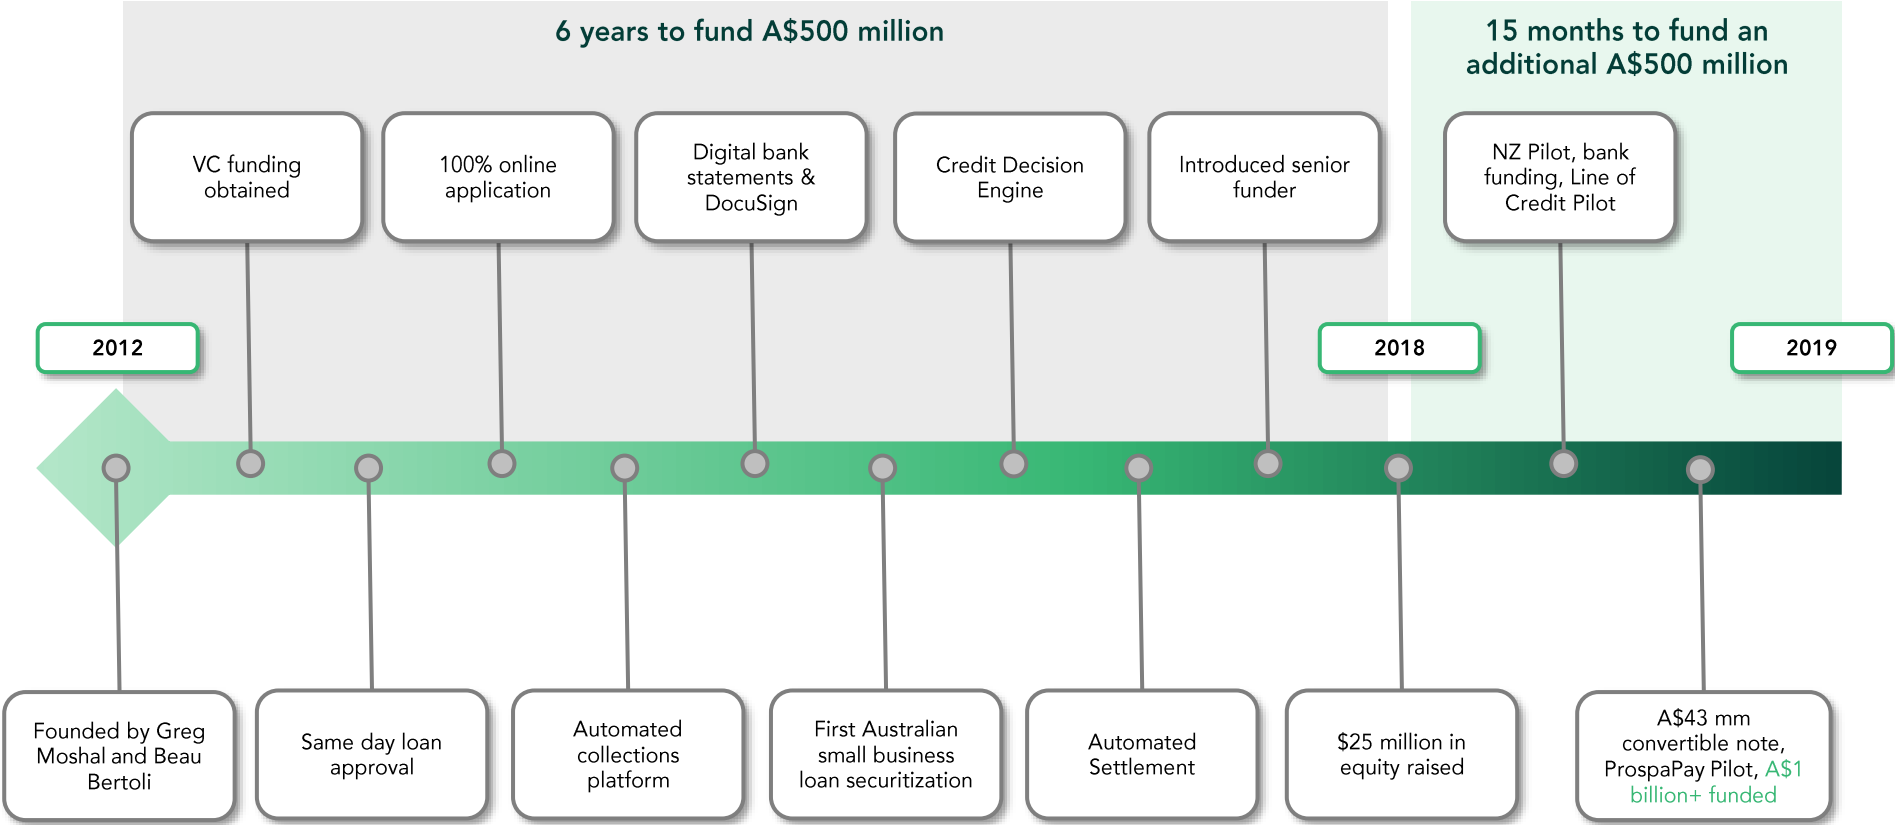 6 years to fund A$500 million
15 months to fund an
additional A$500 million
VC funding
obtained
100% online
application
Digital bank
statements &
DocuSign
Credit Decision
Engine
Introduced senior
funder
NZ Pilot, bank
funding, Line of
Credit Pilot
2012
2018
2019
Founded by Greg
Moshal and Beau
Bertoli
Same day loan
approval
Automated
collections
platform
First Australian
small business
loan securitization
Automated
Settlement
$25 million in
equity raised
A$43 mm
convertible note,
ProspaPay Pilot, A$1
billion+ funded